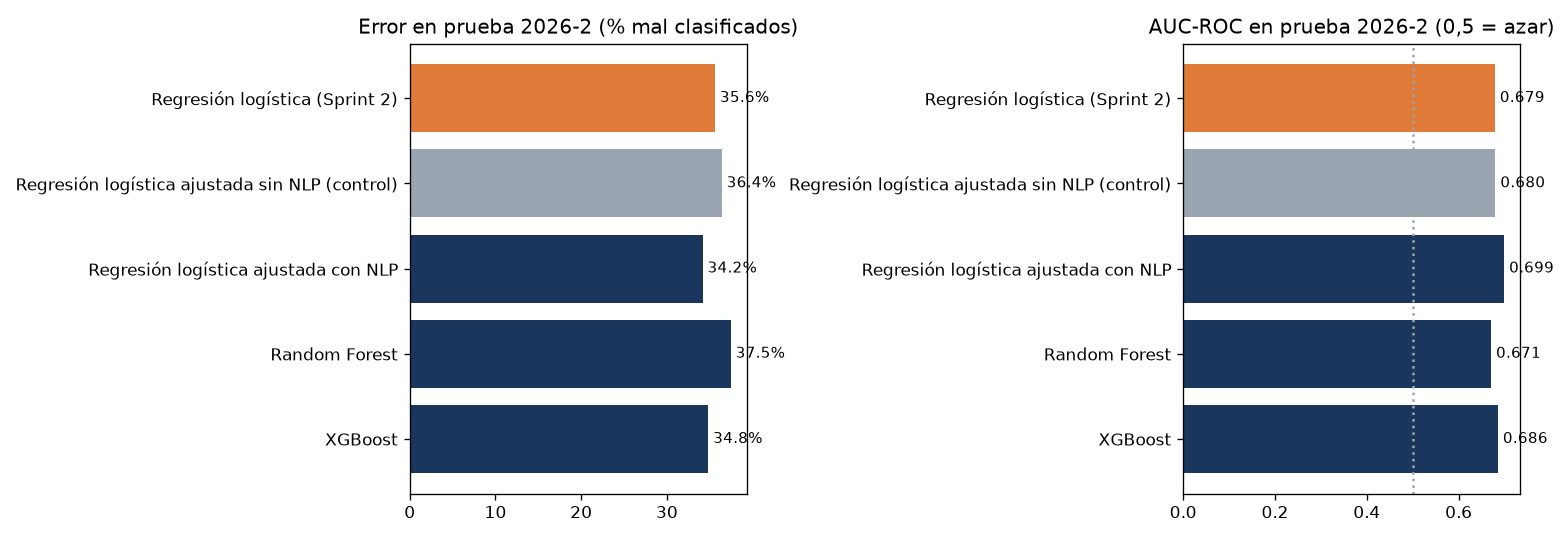 Error en prueba 2026-2 (% mal clasificados)
Regresión logística (Sprint 2)
35.6%
Regresión logística ajustada sin NLP (control)
36.4%
Regresión logística ajustada con NLP
34.2%
Random Forest
37.5%
XGBoost
34.8%
0 10 20 30
AUC-ROC en prueba 2026-2 (0,5 = azar)
Regresión logística (Sprint 2)
0.679
Regresión logística ajustada sin NLP (control)
0.680
Regresión logística ajustada con NLP
0.699
Random Forest
0.671
XGBoost
0.686
0.0 0.2 0.4 0.6